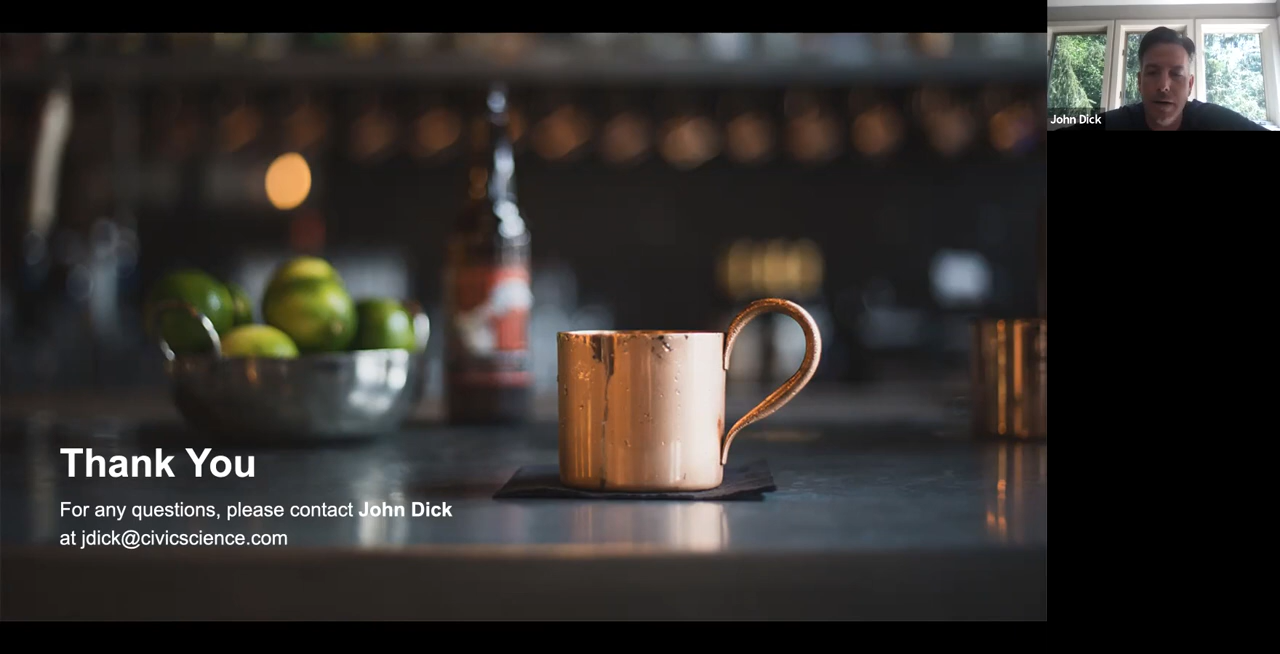 John Dick
Thank You
For any questions, please contact John Dick
at jdick@civicscience.com